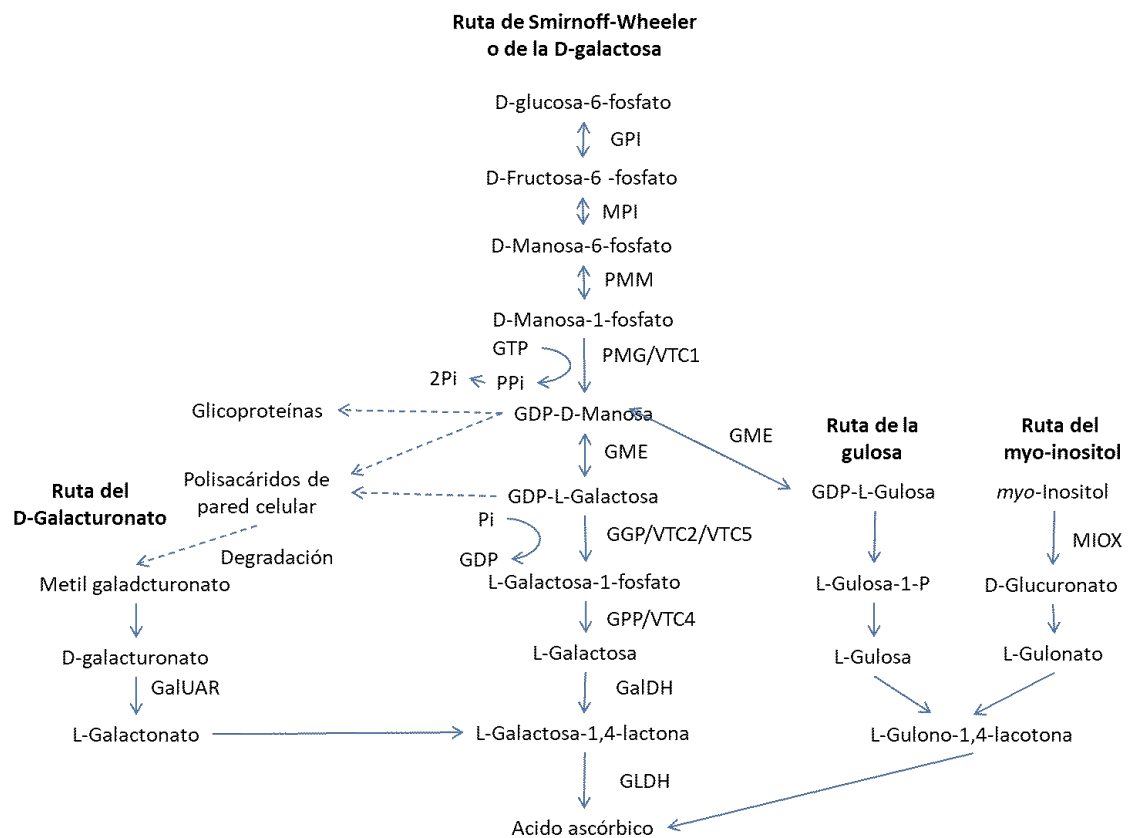 Ruta de Smirnoff-Wheeler
o de la D-galactosa
D-glucosa-6-fosfato
GPI
D-Fructosa-6 -fosfato
MPI
D-Manosa-6-fosfato
PMM
D-Manosa-1-fosfato
GTP
PMG/VTC1
2Pi
PPi
Glicoproteínas
GDP-D-Manosa
GME
GME
Ruta de la
gulosa
Ruta del
myo-inositol
Polisacáridos de
pared celular
Ruta del
D-Galacturonato
GDP-L-Galactosa
GDP-L-Gulosa
myo-Inositol
Pi
GGP/VTC2/VTC5
MIOX
Degradación
GDP
Metil galadcturonato
L-Galactosa-1-fosfato
L-Gulosa-1-P
D-Glucuronato
GPP/VTC4
D-galacturonato
L-Galactosa
L-Gulosa
L-Gulonato
GalUAR
GalDH
L-Galactonato
L-Galactosa-1,4-lactona
L-Gulono-1,4-lacotona
GLDH
Acido ascórbico